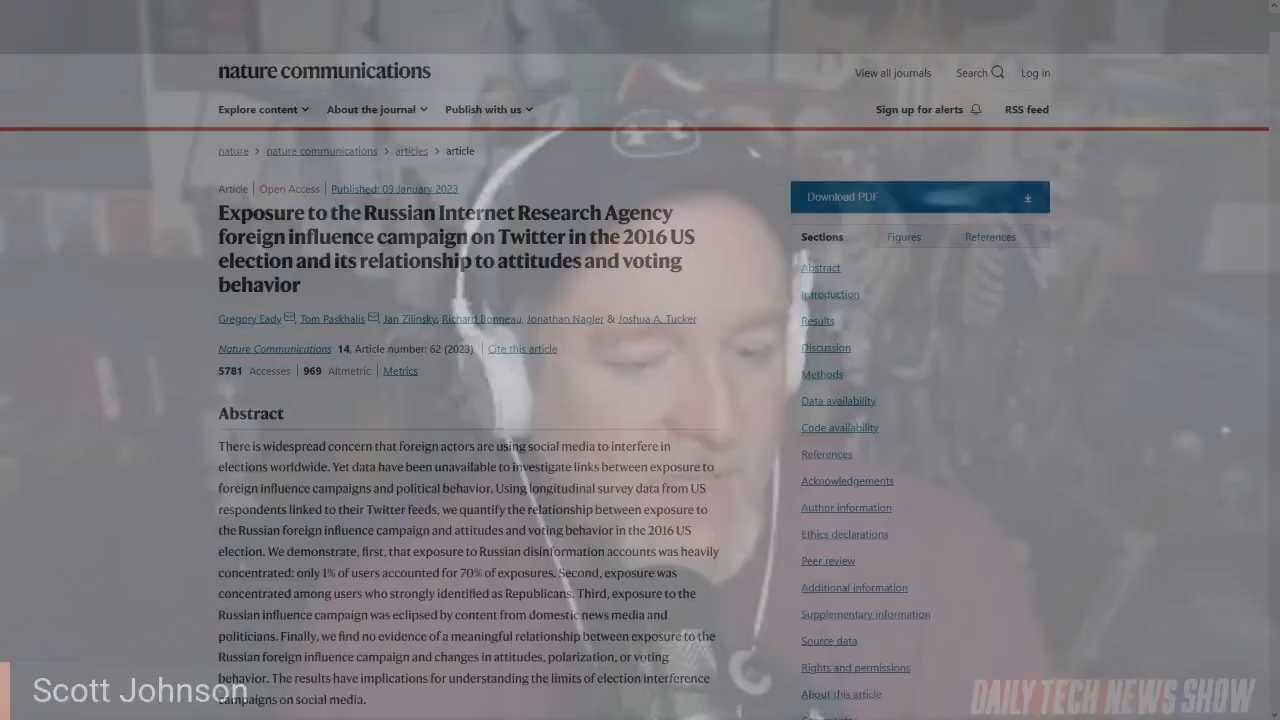 nature communications
View all journals
Search
Log in
Explore content
About the journal
Publish with us
Sign up for alerts
RSS feed
nature > nature communications > articles > article
Article | Open Access | Published: 09 January 2023
Exposure to the Russian Internet Research Agency
foreign influence campaign on Twitter in the 2016 US
election and its relationship to attitudes and voting
behavior
Gregory Eady, Tom Paskhalis, Jan Zilinsky, Richard Bonneau, Jonathan Nagler & Joshua A. Tucker
Nature Communications 14, Article number: 62 (2023) | Cite this article
5781 Accesses | 969 Altmetric | Metrics
Abstract
There is widespread concern that foreign actors are using social media to interfere in
elections worldwide. Yet data have been unavailable to investigate links between exposure to
foreign influence campaigns and political behavior. Using longitudinal survey data from US
respondents linked to their Twitter feeds, we quantify the relationship between exposure to
the Russian foreign influence campaign and attitudes and voting behavior in the 2016 US
election. We demonstrate, first, that exposure to Russian disinformation accounts was heavily
concentrated: only 1% of users accounted for 70% of exposures. Second, exposure was
concentrated among users who strongly identified as Republicans. Third, exposure to the
Russian influence campaign was eclipsed by content from domestic news media and
politicians. Finally, we find no evidence of a meaningful relationship between exposure to the
Russian foreign influence campaign and changes in attitudes, polarization, or voting
behavior. The results have implications for understanding the limits of election interference
campaigns on social media.
Download PDF
Sections
Figures
References
Abstract
Introduction
Results
Discussion
Methods
Data availability
Code availability
References
Acknowledgements
Author information
Ethics declarations
Peer review
Additional information
Supplementary information
Source data
Rights and permissions
About this article
Scott Johnson
DAILY TECH NEWS SHOW